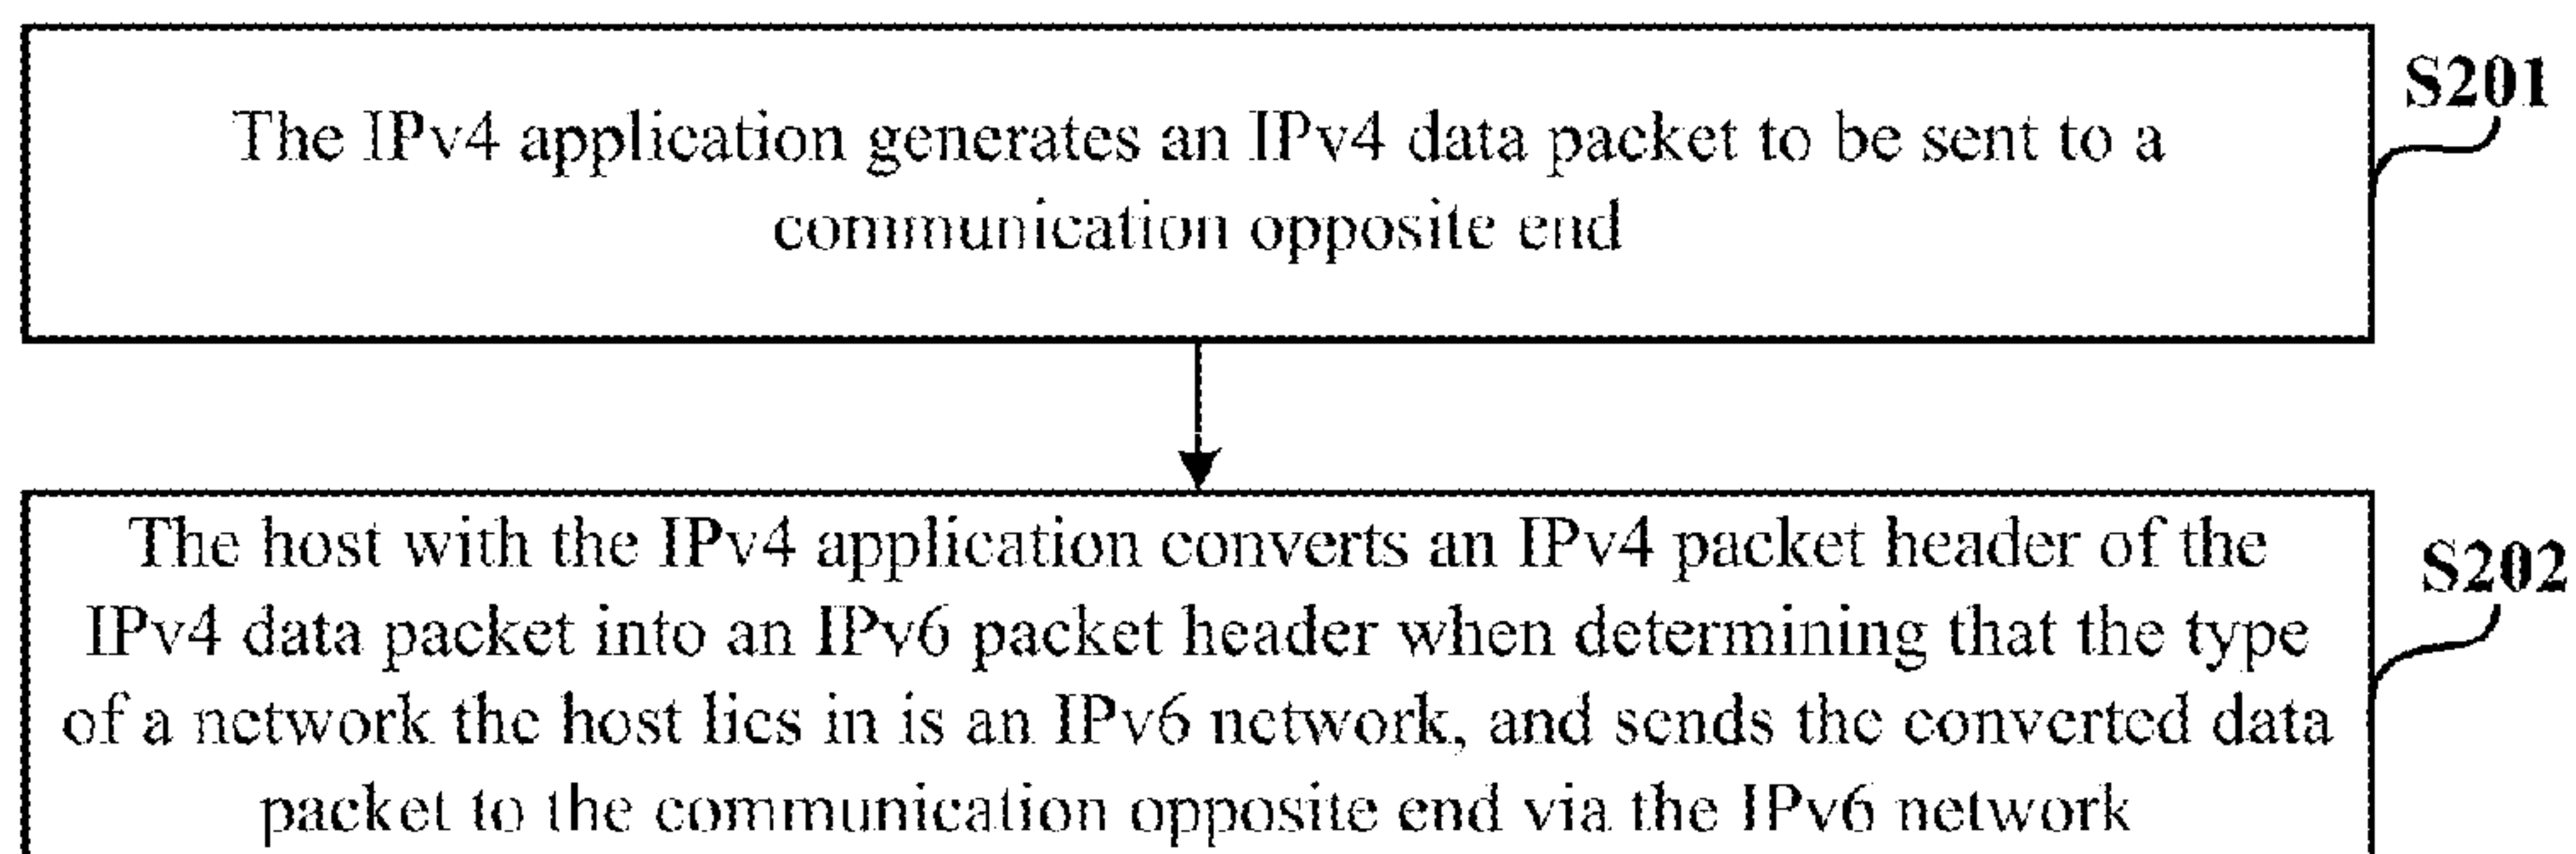 The IPv4 application generates an IPv4 data packet to be sent to a
communication opposite end
S201
The host with the IPv4 application converts an IPv4 packet header of the
IPv4 data packet into an IPv6 packet header when determining that the type
of a network the host lies in is an IPv6 network, and sends the converted data
packet to the communication opposite end via the IPv6 network
S202